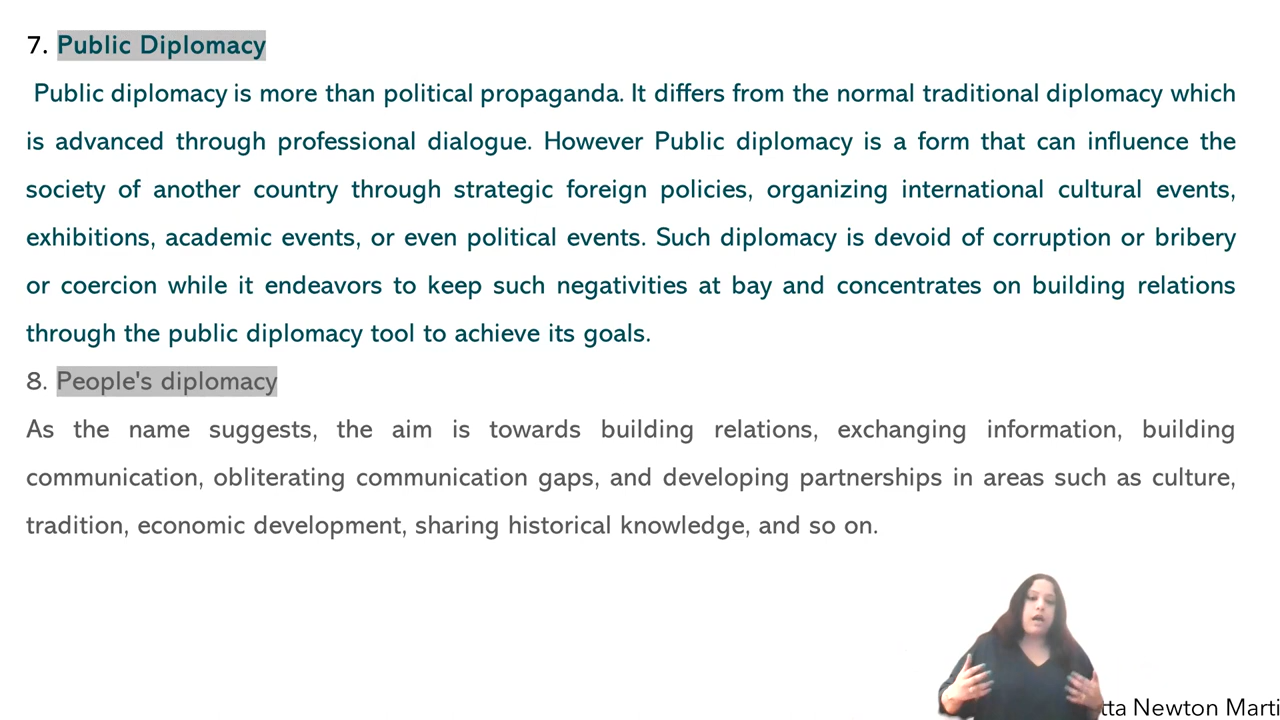 7. Public Diplomacy
Public diplomacy is more than political propaganda. It differs from the normal traditional diplomacy which
is advanced through professional dialogue. However Public diplomacy is a form that can influence the
society of another country through strategic foreign policies, organizing international cultural events,
exhibitions, academic events, or even political events. Such diplomacy is devoid of corruption or bribery
or coercion while it endeavors to keep such negativities at bay and concentrates on building relations
through the public diplomacy tool to achieve its goals.
8. People's diplomacy
As the name suggests, the aim is towards building relations, exchanging information, building
communication, obliterating communication gaps, and developing partnerships in areas such as culture,
tradition, economic development, sharing historical knowledge, and so on.
Newton